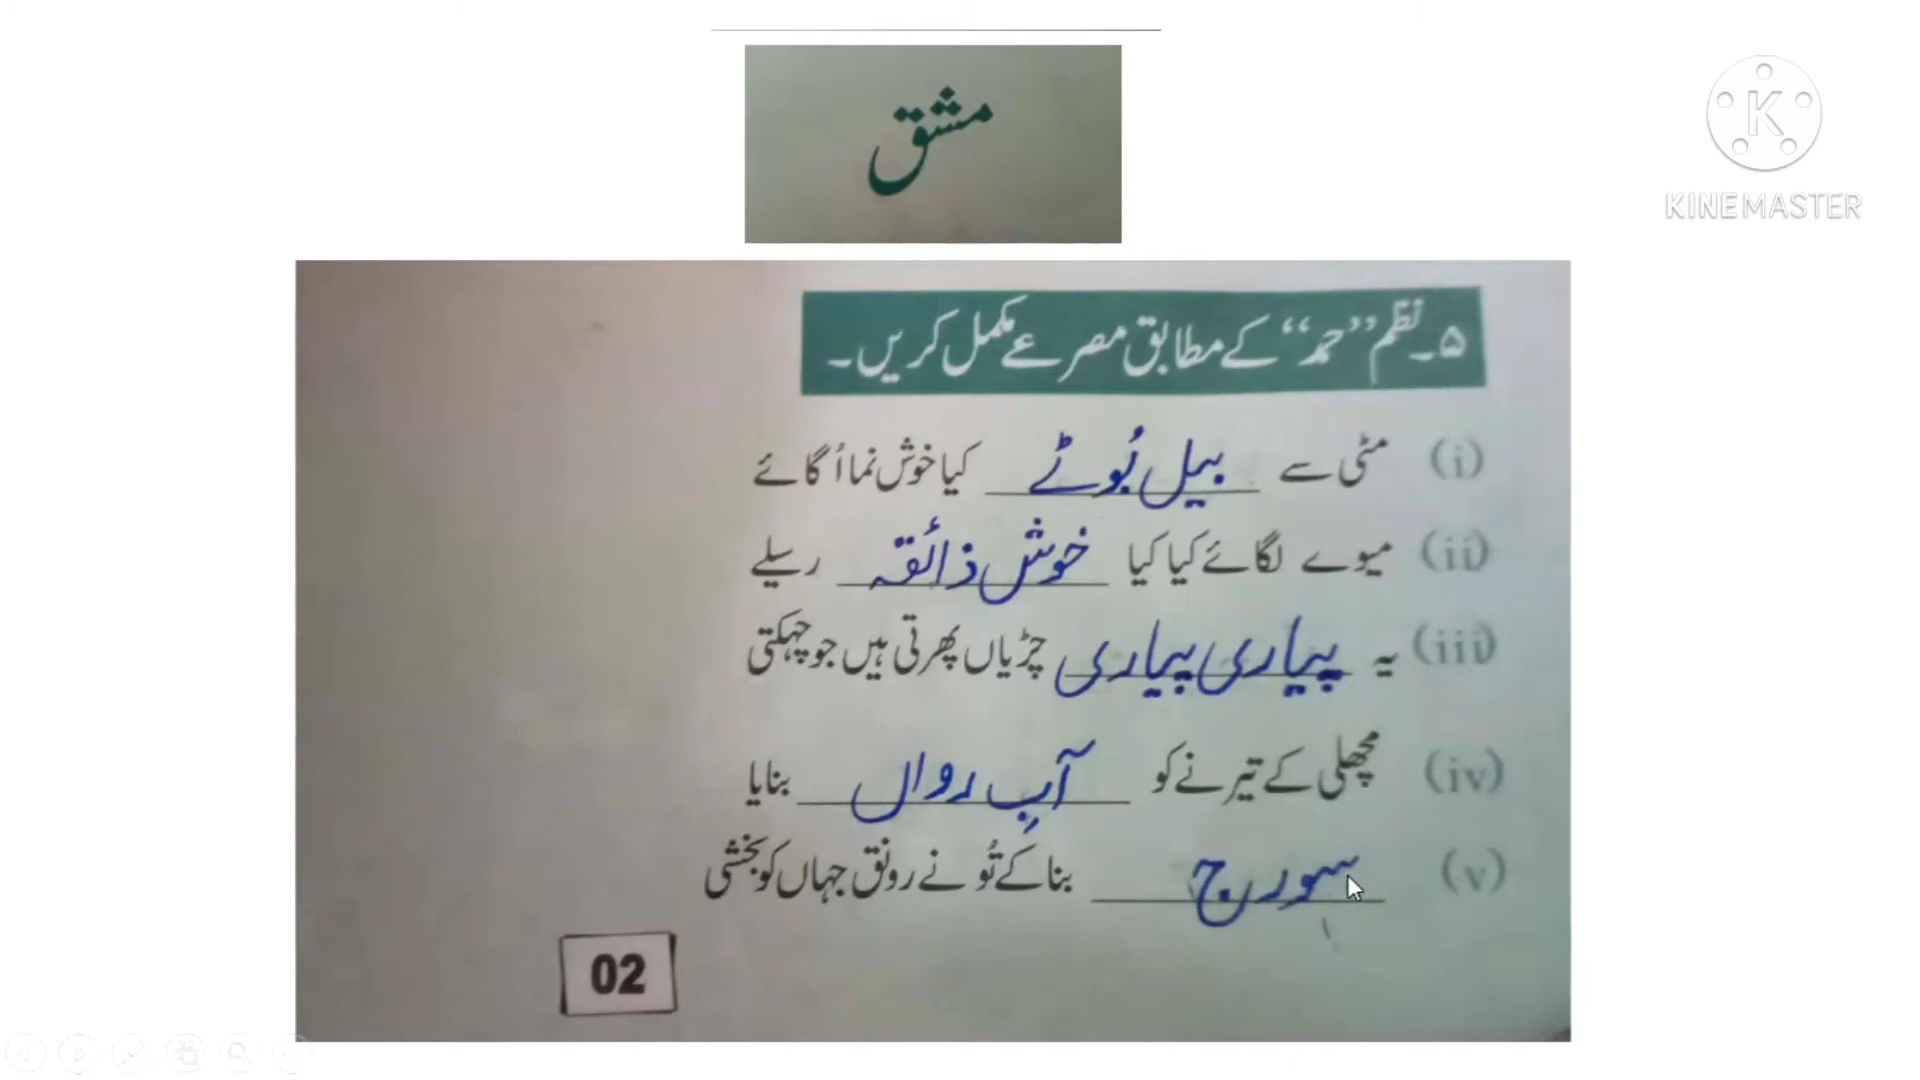 مشق
KINEMASTER
۵۔ نظم ”حمد“ کے مطابق مصرعے مکمل کریں۔
(i) مٹی سے بیل بُوٹے کیا خوش نما اُگائے
(ii) میوے لگائے کیا کیا خوش ذائقہ رسیلے
(iii) یہ پیاری پیاری چڑیاں پھرتی ہیں جو چہکتی
(iv) مچھلی کے تیرنے کو آبِ رواں بنایا
(v) سورج بنا کے تُو نے رونق جہاں کو بخشی
02